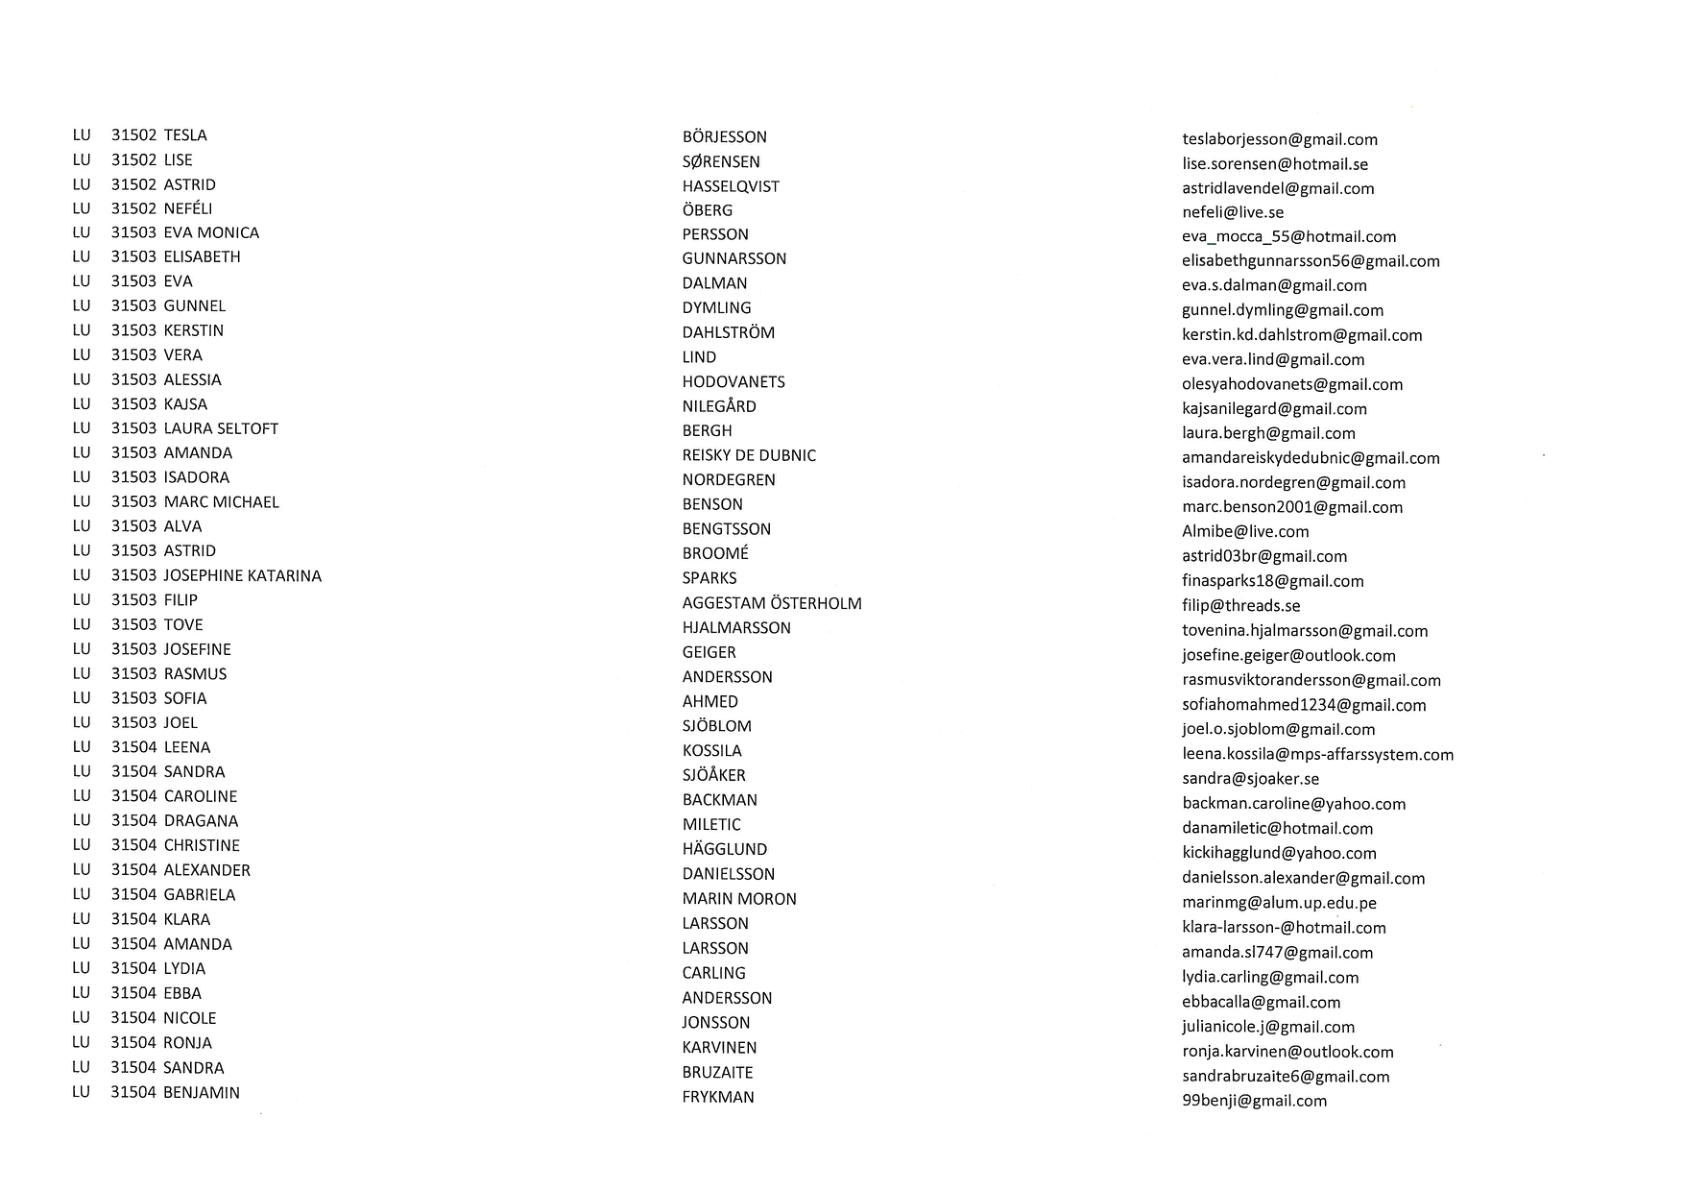 LU 31502 TESLA BÖRJESSON teslaborjesson@gmail.com
LU 31502 LISE SØRENSEN lise.sorensen@hotmail.se
LU 31502 ASTRID HASSELQVIST astridlavendel@gmail.com
LU 31502 NEFÉLI ÖBERG nefeli@live.se
LU 31503 EVA MONICA PERSSON eva_mocca_55@hotmail.com
LU 31503 ELISABETH GUNNARSSON elisabethgunnarsson56@gmail.com
LU 31503 EVA DALMAN eva.s.dalman@gmail.com
LU 31503 GUNNEL DYMLING gunnel.dymling@gmail.com
LU 31503 KERSTIN DAHLSTRÖM kerstin.kd.dahlstrom@gmail.com
LU 31503 VERA LIND eva.vera.lind@gmail.com
LU 31503 ALESSIA HODOVANETS olesyahodovanets@gmail.com
LU 31503 KAJSA NILEGÅRD kajsanilegard@gmail.com
LU 31503 LAURA SELTOFT BERGH laura.bergh@gmail.com
LU 31503 AMANDA REISKY DE DUBNIC amandareiskydedubnic@gmail.com
LU 31503 ISADORA NORDEGREN isadora.nordegren@gmail.com
LU 31503 MARC MICHAEL BENSON marc.benson2001@gmail.com
LU 31503 ALVA BENGTSSON Almibe@live.com
LU 31503 ASTRID BROOMÉ astrid03br@gmail.com
LU 31503 JOSEPHINE KATARINA SPARKS finasparks18@gmail.com
LU 31503 FILIP AGGESTAM ÖSTERHOLM filip@threads.se
LU 31503 TOVE HJALMARSSON tovenina.hjalmarsson@gmail.com
LU 31503 JOSEFINE GEIGER josefine.geiger@outlook.com
LU 31503 RASMUS ANDERSSON rasmusviktorandersson@gmail.com
LU 31503 SOFIA AHMED sofiahomahmed1234@gmail.com
LU 31503 JOEL SJÖBLOM joel.o.sjoblom@gmail.com
LU 31504 LEENA KOSSILA leena.kossila@mps-affarssystem.com
LU 31504 SANDRA SJÖÅKER sandra@sjoaker.se
LU 31504 CAROLINE BACKMAN backman.caroline@yahoo.com
LU 31504 DRAGANA MILETIC danamiletic@hotmail.com
LU 31504 CHRISTINE HÄGGLUND kickihagglund@yahoo.com
LU 31504 ALEXANDER DANIELSSON danielsson.alexander@gmail.com
LU 31504 GABRIELA MARIN MORON marinmg@alum.up.edu.pe
LU 31504 KLARA LARSSON klara-larsson-@hotmail.com
LU 31504 AMANDA LARSSON amanda.sl747@gmail.com
LU 31504 LYDIA CARLING lydia.carling@gmail.com
LU 31504 EBBA ANDERSSON ebbacalla@gmail.com
LU 31504 NICOLE JONSSON julianicole.j@gmail.com
LU 31504 RONJA KARVINEN ronja.karvinen@outlook.com
LU 31504 SANDRA BRUZAITE sandrabruzaite6@gmail.com
LU 31504 BENJAMIN FRYKMAN 99benji@gmail.com